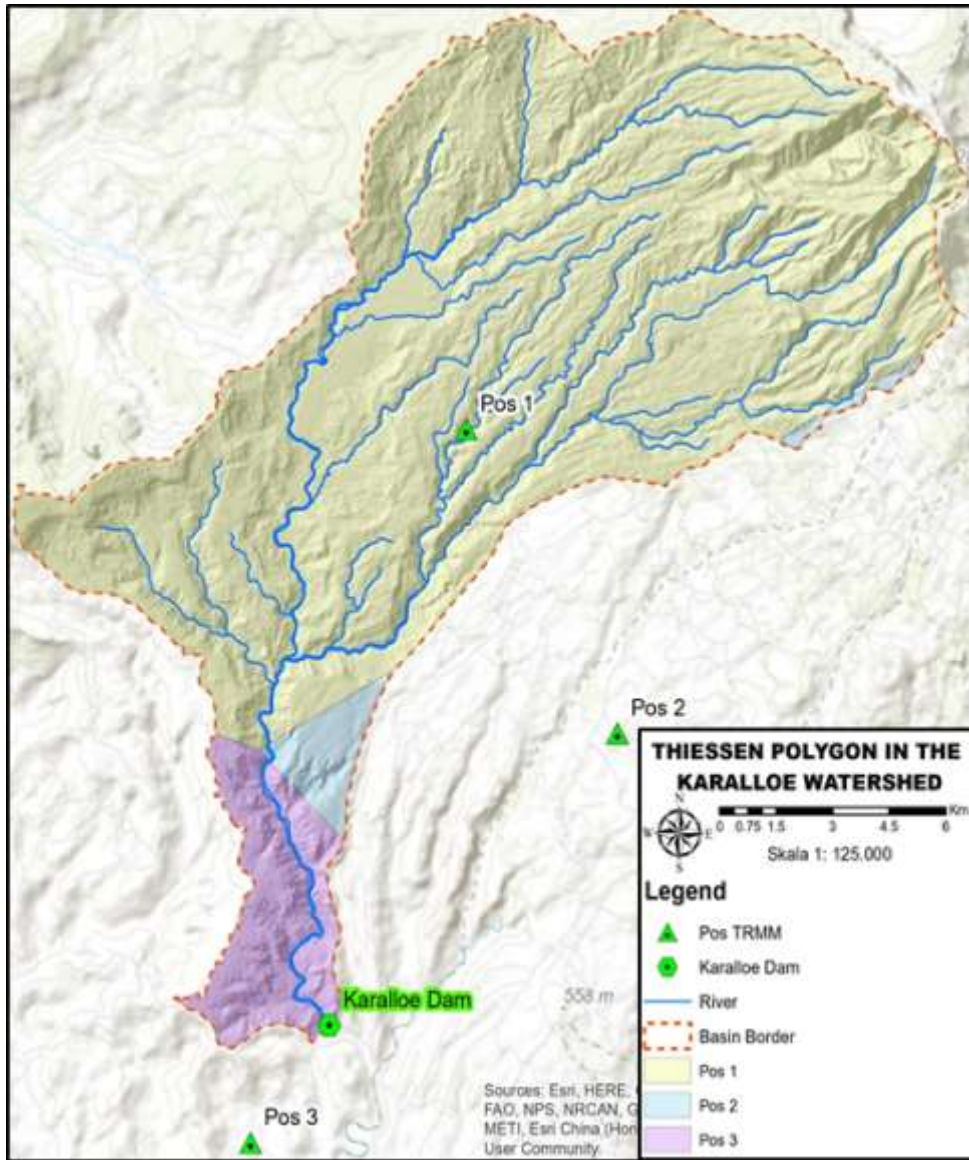 Pos 1
Pos 2
THIESSEN POLYGON IN THE
KARALLOE WATERSHED
N
W E
S
Km
0 0.75 1.5 3 4.5 6
Skala 1: 125.000
Legend
Pos TRMM
Karalloe Dam
River
Basin Border
Pos 1
Pos 2
Pos 3
Karalloe Dam
558 m
Pos 3
Sources: Esri, HERE,
FAO, NPS, NRCAN, G
METI, Esri China (Hon
User Community